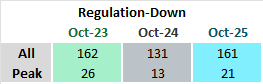 Regulation-Down
Oct-23 Oct-24 Oct-25
All 162 131 161
Peak 26 13 21